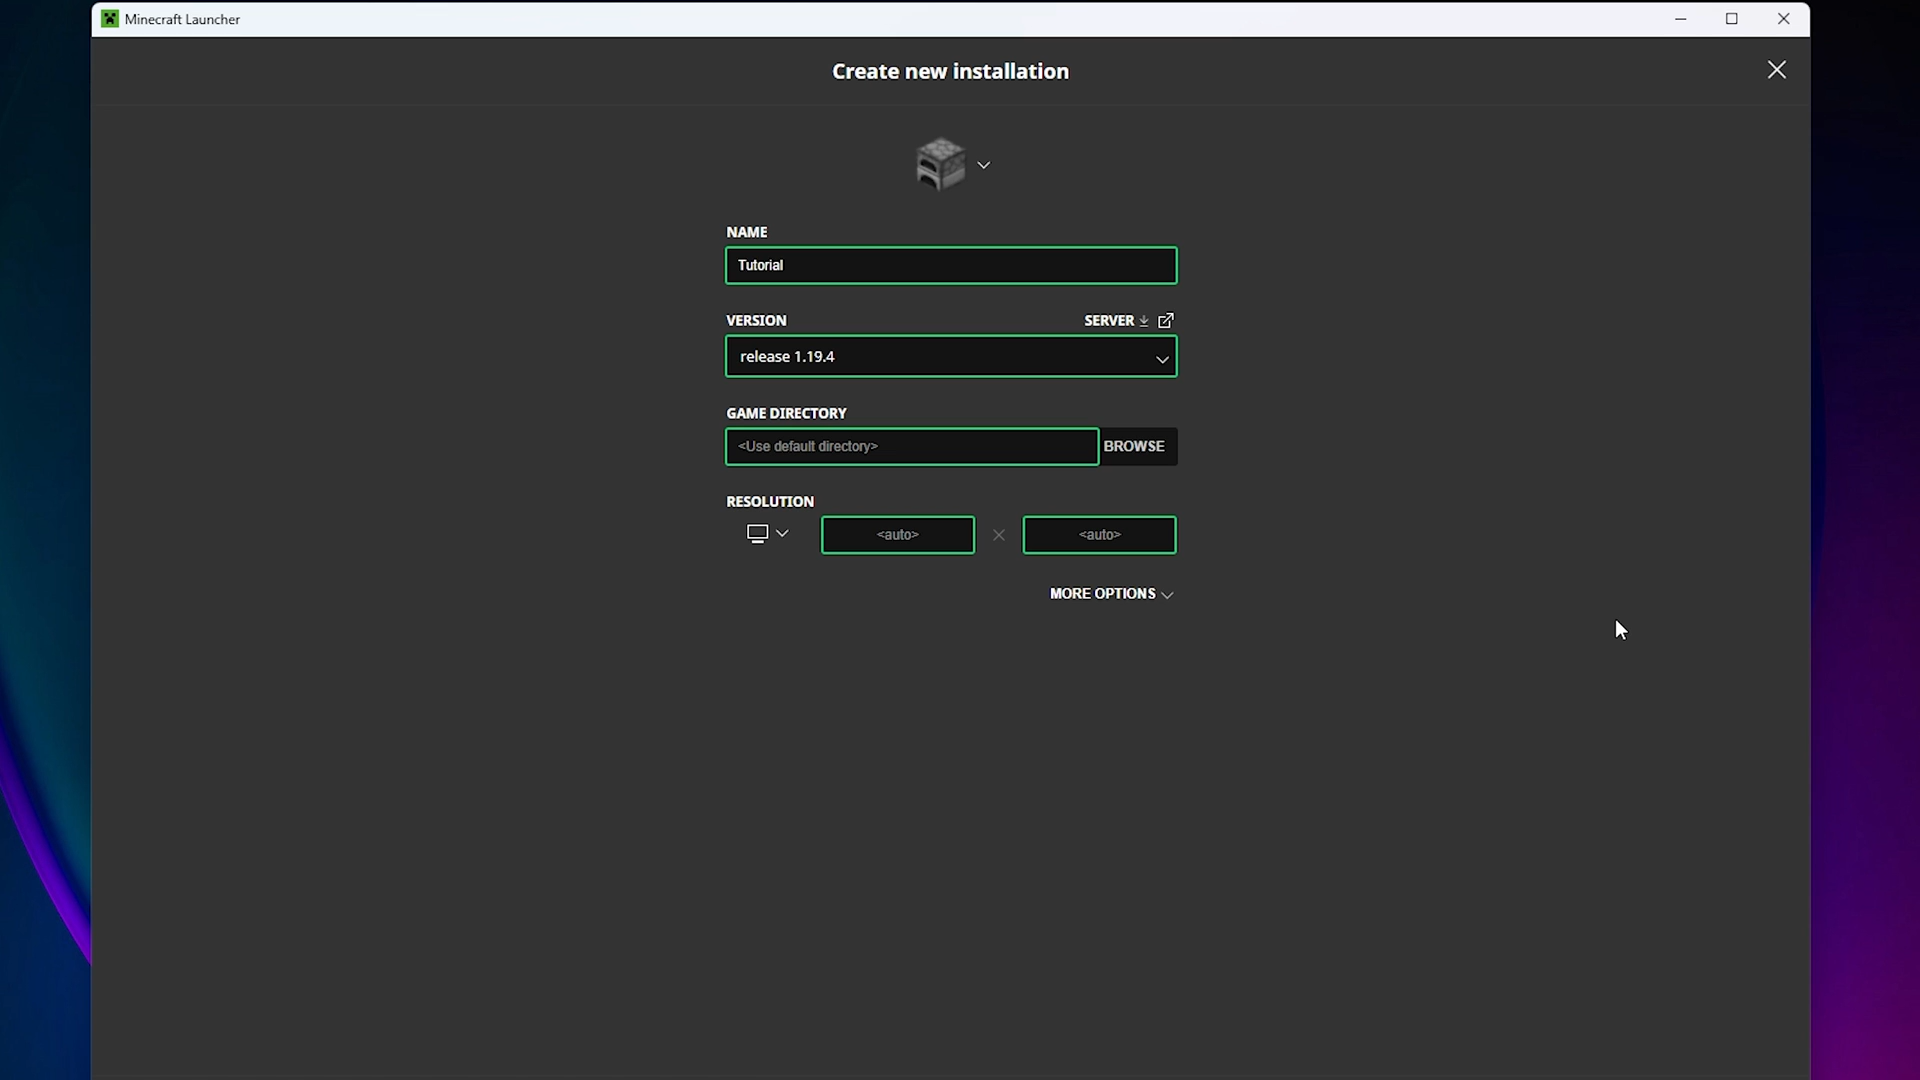 Minecraft Launcher
Create new installation
NAME
Tutorial
VERSION
SERVER
release 1.19.4
GAME DIRECTORY
<Use default directory>
BROWSE
RESOLUTION
<auto>
<auto>
MORE OPTIONS